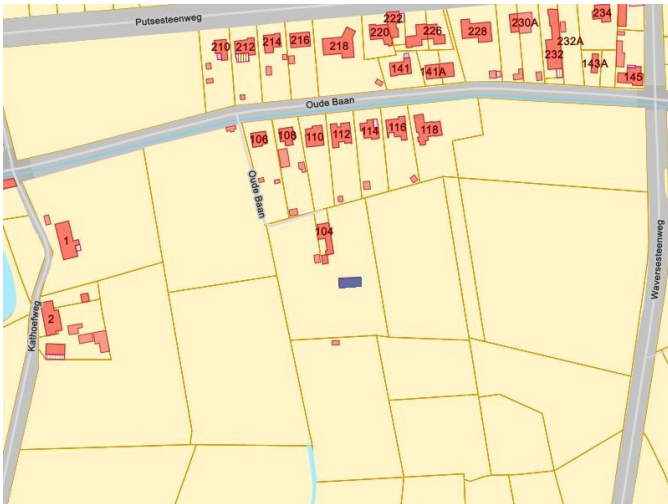 Putsesteenweg
210
212
214
216
218
220
222
226
228
230A
232
232A
234
141
141A
143A
145
Oude Baan
106
108
110
112
114
116
118
Oude Baan
104
1
2
Kathoefweg
Waversesteenweg